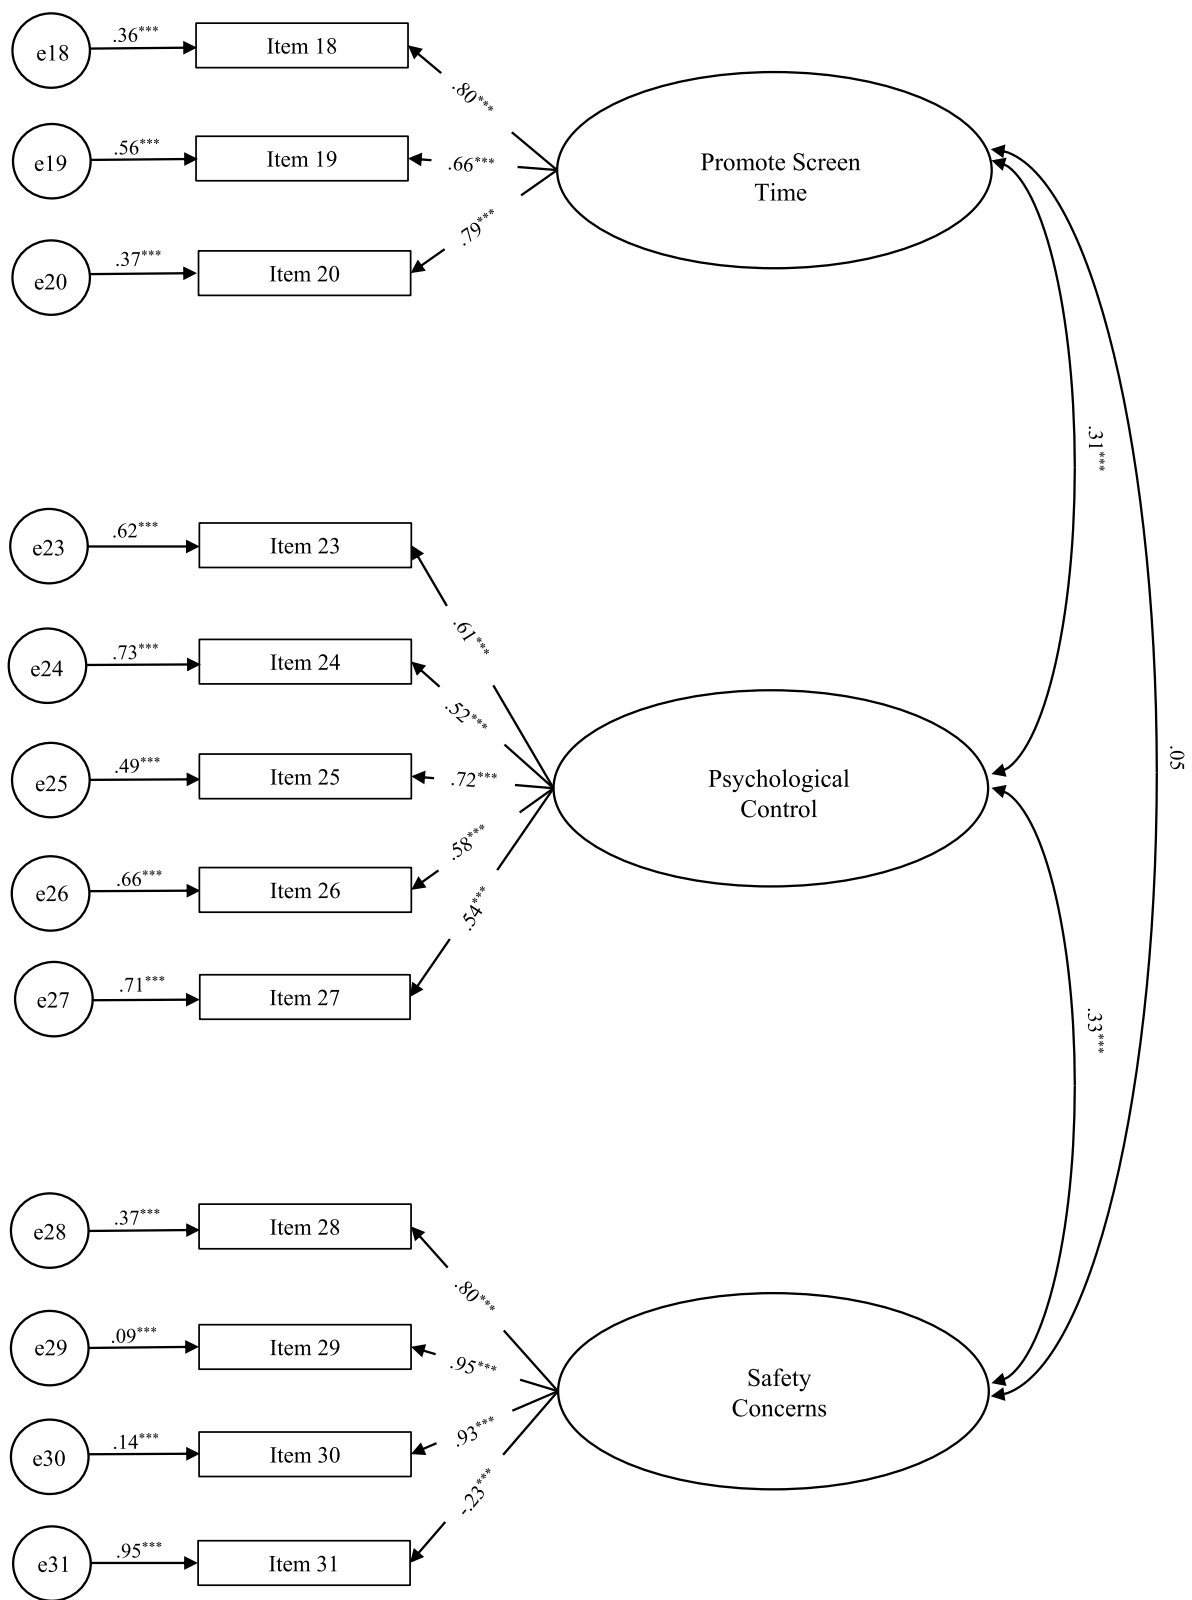 e18
.36***
Item 18
.80***
e19
.56***
Item 19
.66***
Promote Screen
Time
e20
.37***
Item 20
.79***
.31***
e23
.62***
Item 23
.61***
e24
.73***
Item 24
.52***
e25
.49***
Item 25
.72***
Psychological
Control
.05
e26
.66***
Item 26
.58***
e27
.71***
Item 27
.54***
.33***
e28
.37***
Item 28
.80***
e29
.09***
Item 29
.95***
Safety
Concerns
e30
.14***
Item 30
.93***
e31
.95***
Item 31
-.23***